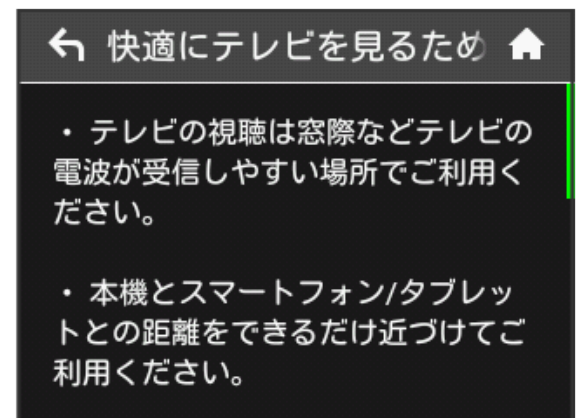 快適にテレビを見るため
・ テレビの視聴は窓際などテレビの
電波が受信しやすい場所でご利用く
ださい。
・ 本機とスマートフォン/タブレッ
トとの距離をできるだけ近づけてご
利用ください。